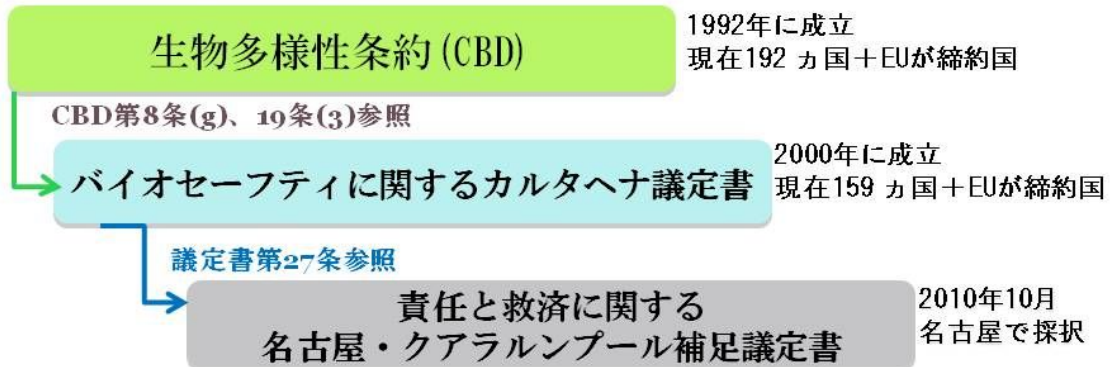 生物多様性条約(CBD)
1992年に成立
現在192ヵ国+EUが締約国
CBD第8条(g)、19条(3)参照
バイオセーフティに関するカルタヘナ議定書
2000年に成立
現在159ヵ国+EUが締約国
議定書第27条参照
責任と救済に関する
名古屋・クアラルンプール補足議定書
2010年10月
名古屋で採択